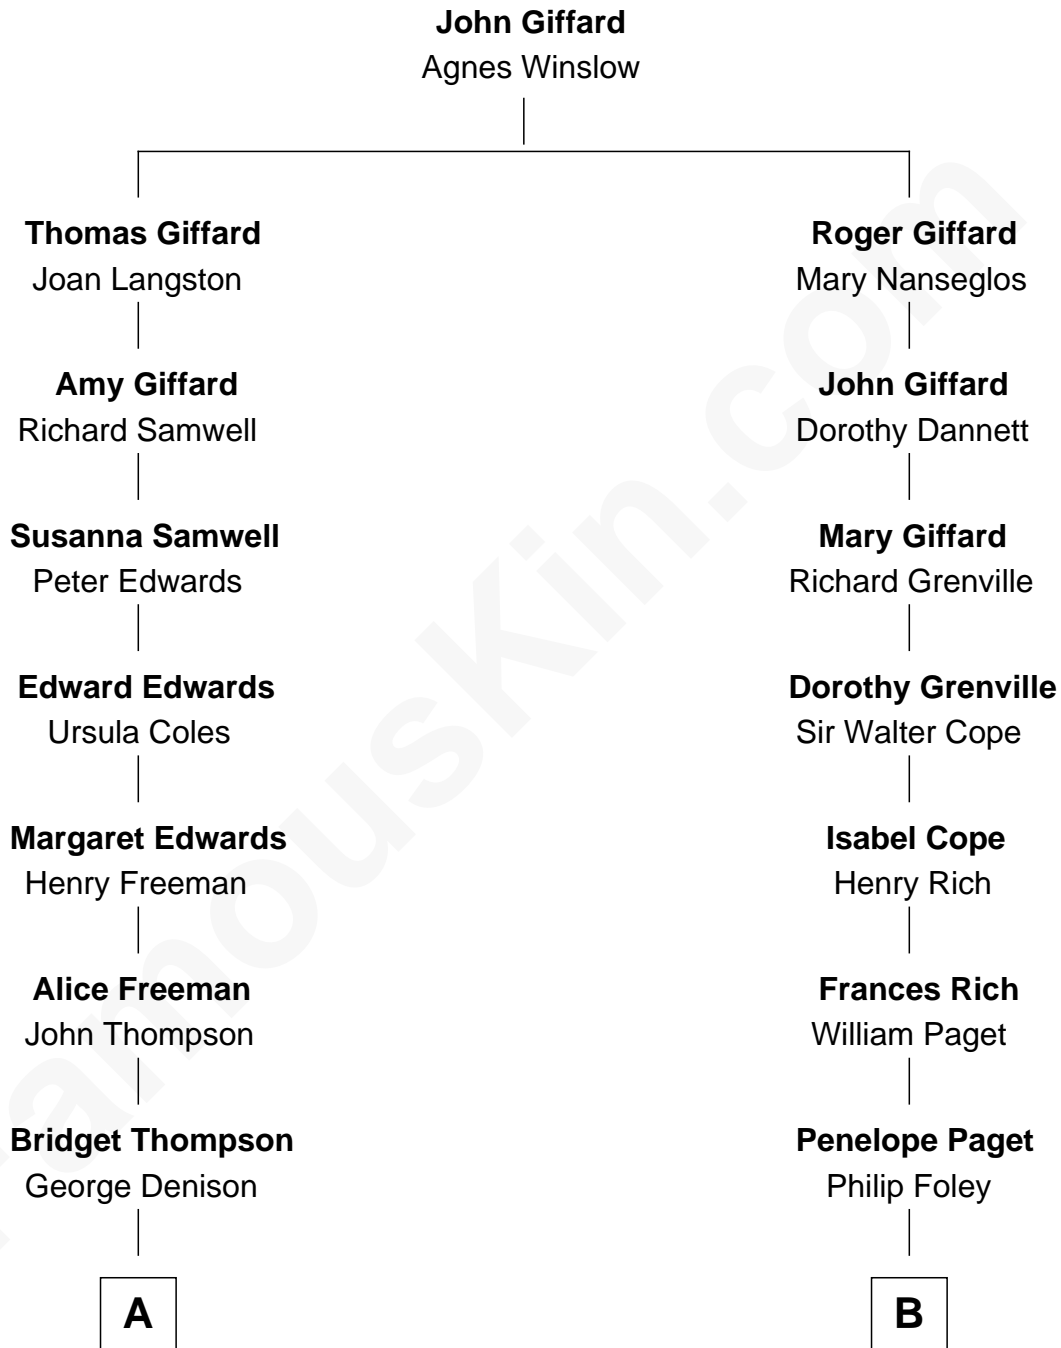 John Giffard
Agnes Winslow
Thomas Giffard
Joan Langston
Roger Giffard
Mary Nanseglos
Amy Giffard
Richard Samwell
John Giffard
Dorothy Dannett
Susanna Samwell
Peter Edwards
Mary Giffard
Richard Grenville
Edward Edwards
Ursula Coles
Dorothy Grenville
Sir Walter Cope
Margaret Edwards
Henry Freeman
Isabel Cope
Henry Rich
Alice Freeman
John Thompson
Frances Rich
William Paget
Bridget Thompson
George Denison
Penelope Paget
Philip Foley
A
B
FamousKin.com